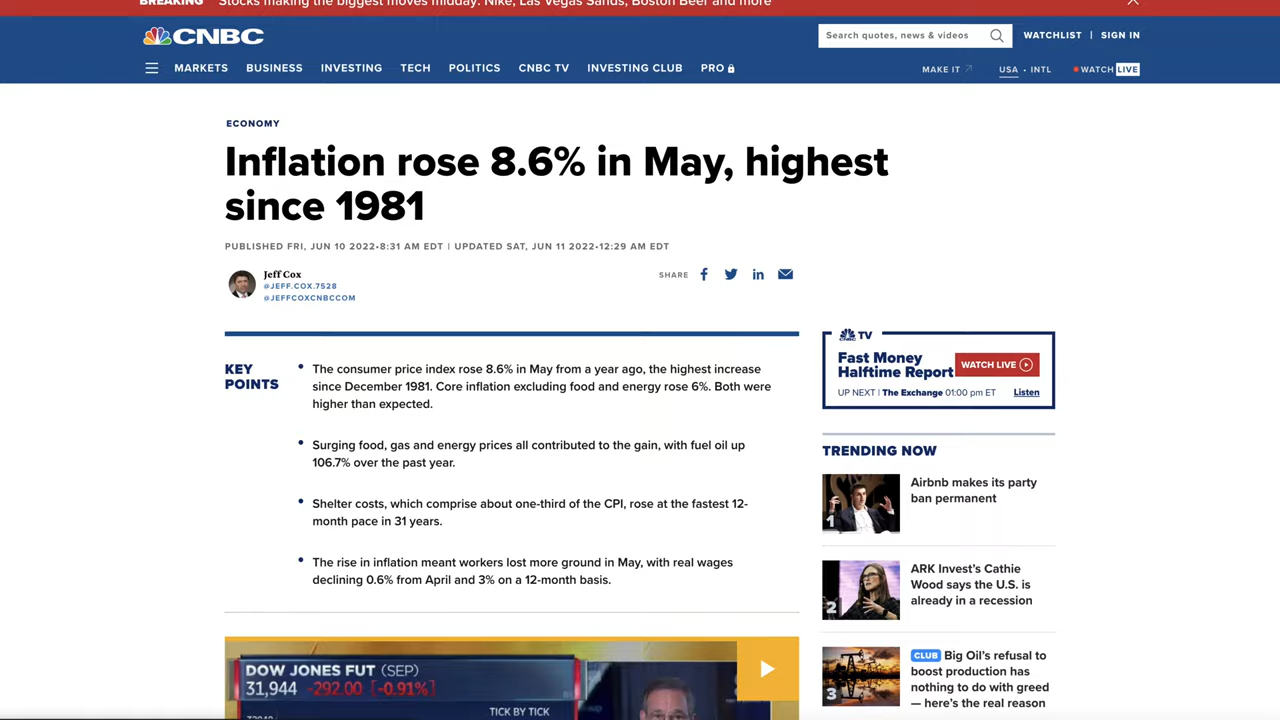 BREAKING Stocks making the biggest moves midday: Nike, Las Vegas Sands, Boston Beer and more
CNBC
Search quotes, news & videos
WATCHLIST | SIGN IN
MARKETS BUSINESS INVESTING TECH POLITICS CNBC TV INVESTING CLUB PRO
MAKE IT USA • INTL WATCH LIVE
ECONOMY
Inflation rose 8.6% in May, highest
since 1981
PUBLISHED FRI, JUN 10 2022•8:31 AM EDT | UPDATED SAT, JUN 11 2022•12:29 AM EDT
Jeff Cox
@JEFF.COX.7528
@JEFFCOXCNBCCOM
SHARE
KEY
POINTS
• The consumer price index rose 8.6% in May from a year ago, the highest increase
since December 1981. Core inflation excluding food and energy rose 6%. Both were
higher than expected.
• Surging food, gas and energy prices all contributed to the gain, with fuel oil up
106.7% over the past year.
• Shelter costs, which comprise about one-third of the CPI, rose at the fastest 12-
month pace in 31 years.
• The rise in inflation meant workers lost more ground in May, with real wages
declining 0.6% from April and 3% on a 12-month basis.
DOW JONES FUT (SEP)
31,944 -292.00 [-0.91%]
TICK BY TICK
CNBC TV
Fast Money
Halftime Report
WATCH LIVE
UP NEXT | The Exchange 01:00 pm ET
Listen
TRENDING NOW
1
Airbnb makes its party
ban permanent
2
ARK Invest's Cathie
Wood says the U.S. is
already in a recession
3
CLUB Big Oil's refusal to
boost production has
nothing to do with greed
— here's the real reason